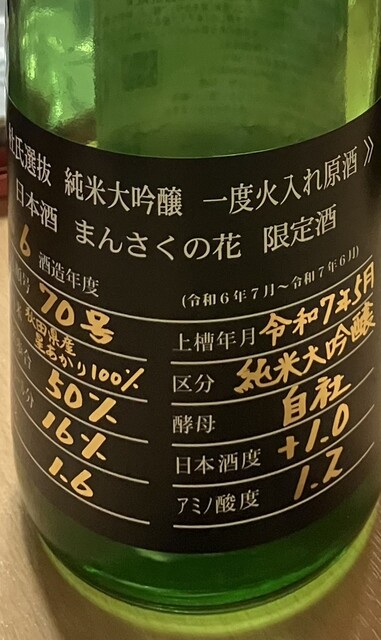 氏選抜 純米大吟醸 一度火入れ原酒》
日本酒 まんさくの花 限定酒
6 酒造年度 (令和6年7月～令和7年6月)
号 70号
上槽年月 令和7年5月
秋田県産
星あかり100%
区分 純米大吟醸
合 50%
酵母 自社
分 16%
日本酒度 +1.0
1.6
アミノ酸度 1.2